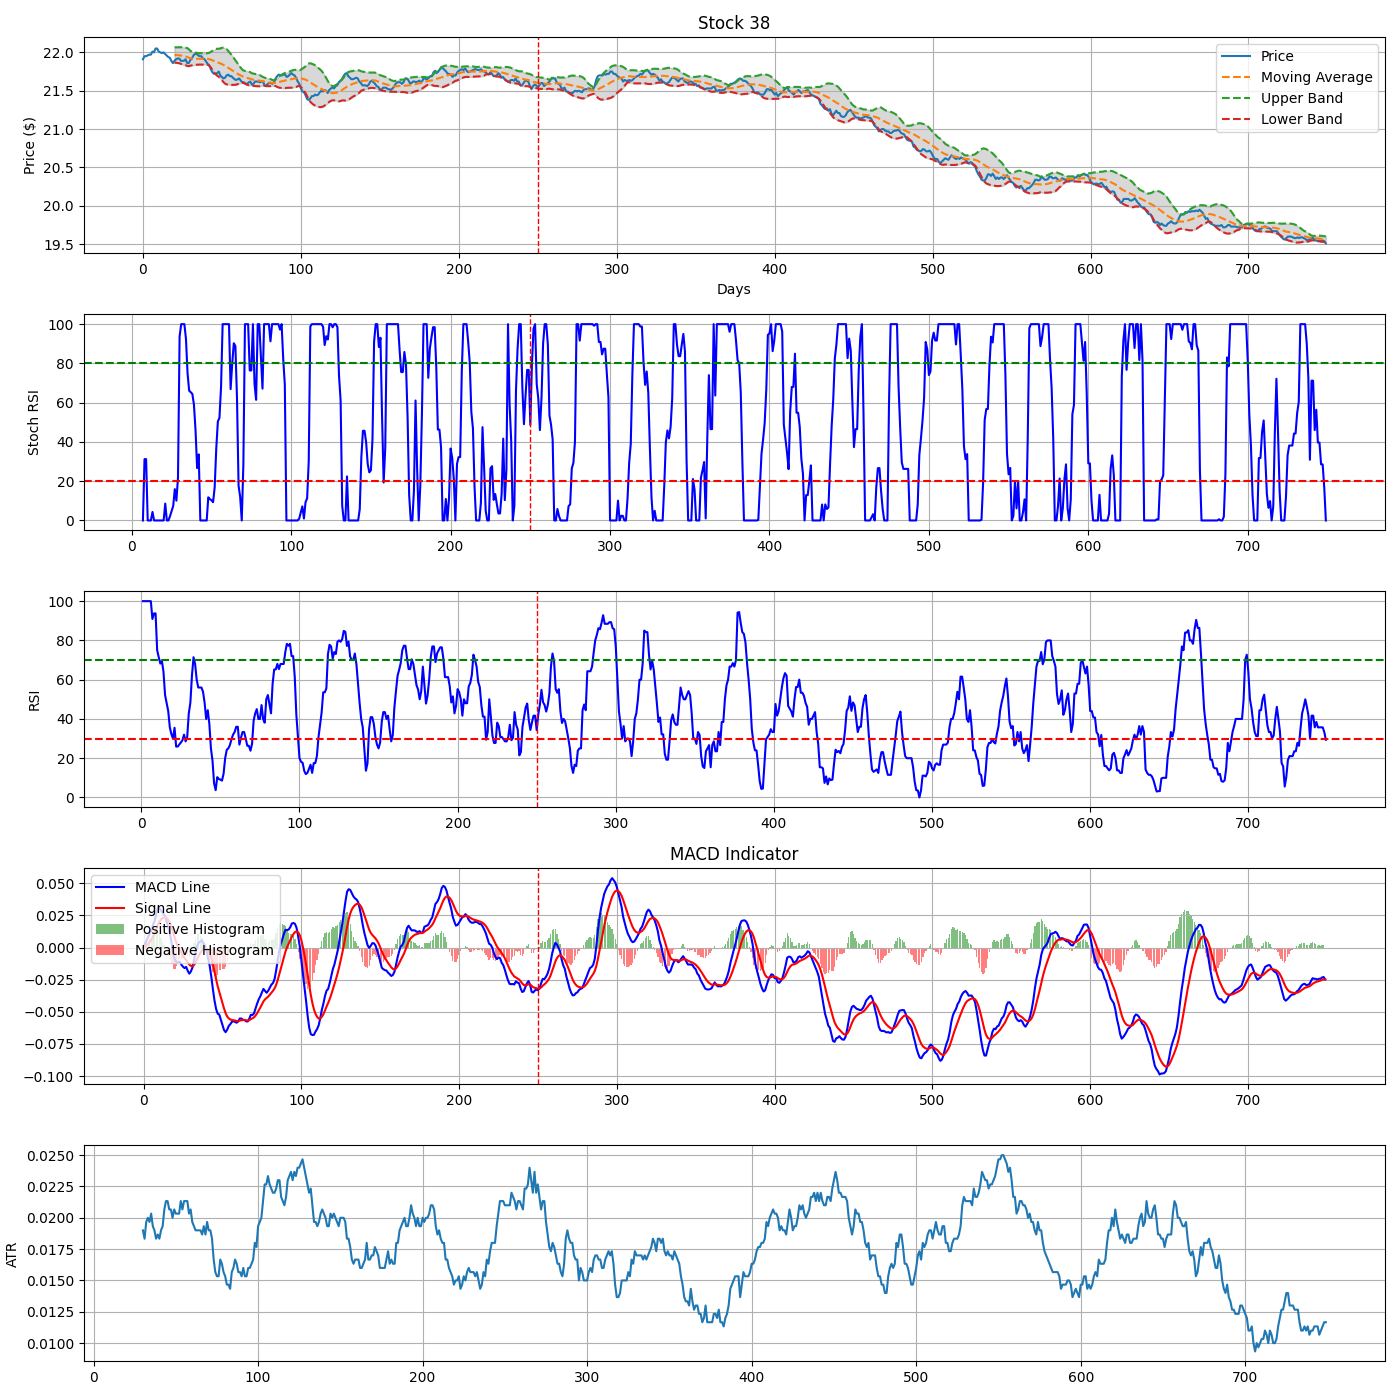 Stock 38
Price ($)
22.0
21.5
21.0
20.5
20.0
19.5
Price
Moving Average
Upper Band
Lower Band
0 100 200 300 400 500 600 700
Days
Stoch RSI
100
80
60
40
20
0
0 100 200 300 400 500 600 700
RSI
100
80
60
40
20
0
0 100 200 300 400 500 600 700
MACD Indicator
0.050
0.025
0.000
−0.025
−0.050
−0.075
−0.100
MACD Line
Signal Line
Positive Histogram
Negative Histogram
0 100 200 300 400 500 600 700
ATR
0.0250
0.0225
0.0200
0.0175
0.0150
0.0125
0.0100
0 100 200 300 400 500 600 700